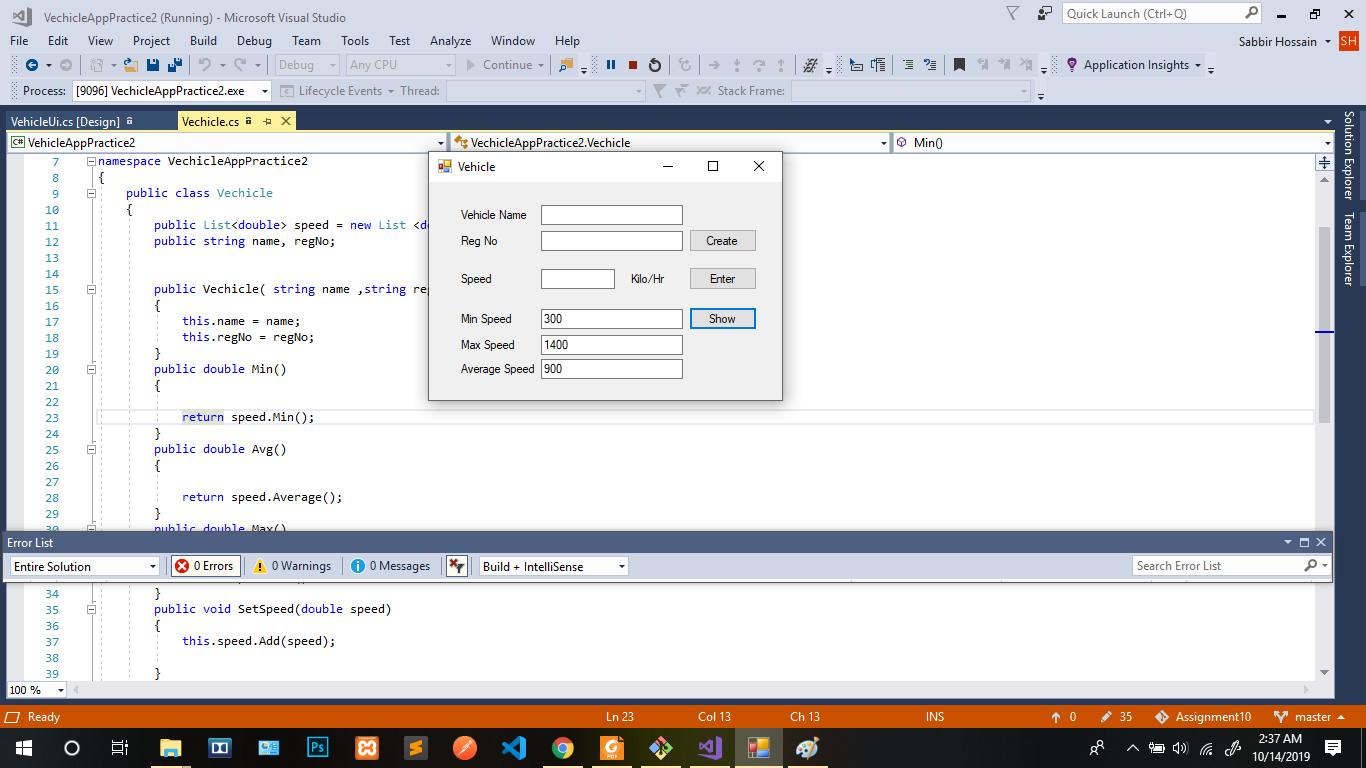 VechicleAppPractice2 (Running) - Microsoft Visual Studio
Quick Launch (Ctrl+Q)
File Edit View Project Build Debug Team Tools Test Analyze Window Help
Sabbir Hossain SH
Debug Any CPU Continue Application Insights
Process: [9096] VechicleAppPractice2.exe Lifecycle Events Thread: Stack Frame:
VehicleUi.cs [Design] Vechicle.cs
C# VechicleAppPractice2 VechicleAppPractice2.Vechicle Min()
Solution Explorer
Team Explorer
7 namespace VechicleAppPractice2
8 {
9 public class Vechicle
10 {
11 public List<double> speed = new List <do
12 public string name, regNo;
13
14
15 public Vechicle( string name ,string reg
16 {
17 this.name = name;
18 this.regNo = regNo;
19 }
20 public double Min()
21 {
22
23 return speed.Min();
24 }
25 public double Avg()
26 {
27
28 return speed.Average();
29 }
30 public double Max()
Vehicle
Vehicle Name
Reg No Create
Speed Kilo/Hr Enter
Min Speed 300 Show
Max Speed 1400
Average Speed 900
Error List
Entire Solution 0 Errors 0 Warnings 0 Messages Build + IntelliSense Search Error List
34 }
35 public void SetSpeed(double speed)
36 {
37 this.speed.Add(speed);
38
39 }
100 %
Ready Ln 23 Col 13 Ch 13 INS 0 35 Assignment10 master
Ps
2:37 AM
10/14/2019